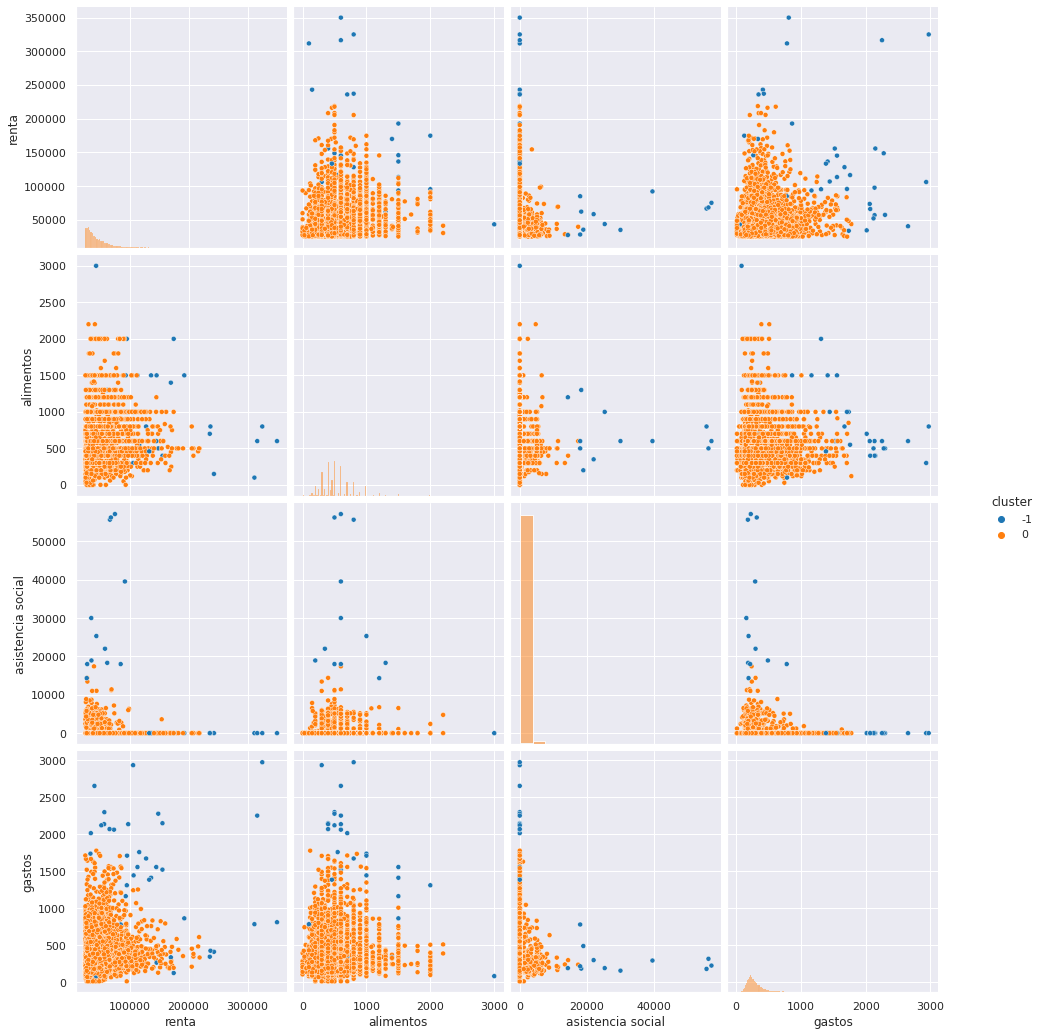 350000
300000
250000
200000
150000
100000
50000
renta
3000
2500
2000
1500
1000
500
0
alimentos
cluster
-1
0
50000
40000
30000
20000
10000
0
asistencia social
3000
2500
2000
1500
1000
500
0
gastos
100000 200000 300000
0 1000 2000 3000
0 20000 40000
0 1000 2000 3000
renta alimentos asistencia social gastos